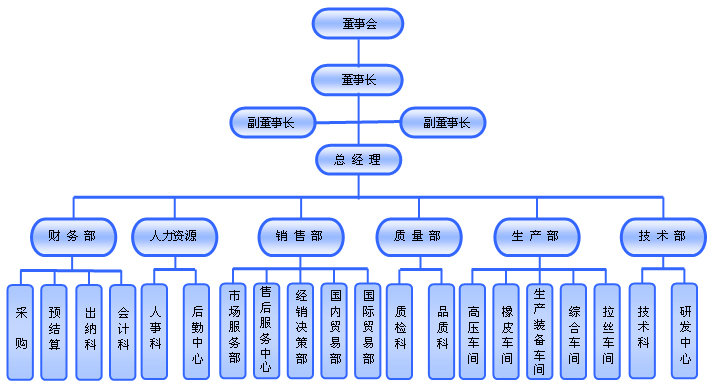 董事会
董事长
副董事长
副董事长
总经理
财务部
人力资源
销售部
质量部
生产部
技术部
采购
预结算
出纳科
会计科
人事科
后勤中心
市场服务部
售后服务中心
经销决策部
国内贸易部
国际贸易部
质检科
品质科
高压车间
橡皮车间
生产装备车间
综合车间
拉丝车间
技术科
研发中心